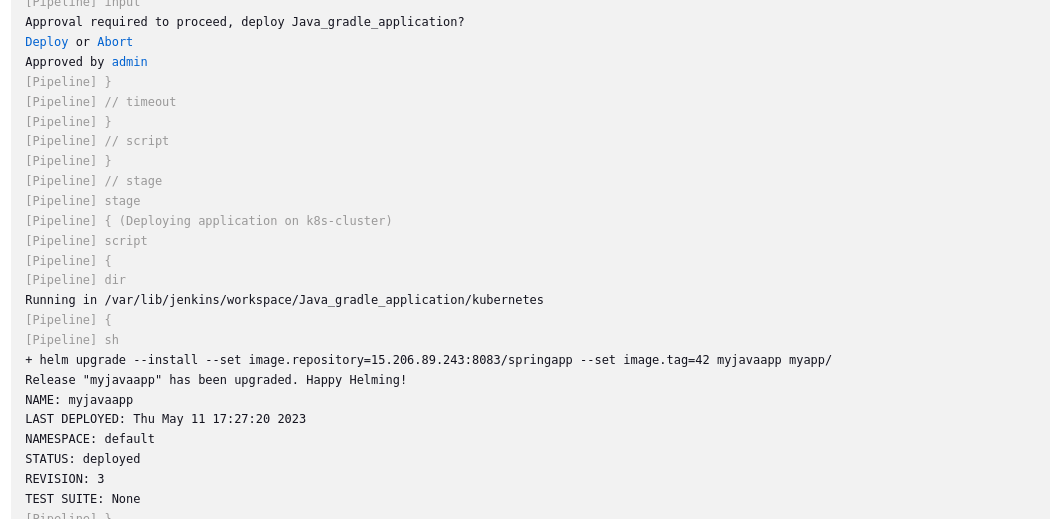 [Pipeline] input
Approval required to proceed, deploy Java_gradle_application?
Deploy or Abort
Approved by admin
[Pipeline] }
[Pipeline] // timeout
[Pipeline] }
[Pipeline] // script
[Pipeline] }
[Pipeline] // stage
[Pipeline] stage
[Pipeline] { (Deploying application on k8s-cluster)
[Pipeline] script
[Pipeline] {
[Pipeline] dir
Running in /var/lib/jenkins/workspace/Java_gradle_application/kubernetes
[Pipeline] {
[Pipeline] sh
+ helm upgrade --install --set image.repository=15.206.89.243:8083/springapp --set image.tag=42 myjavaapp myapp/
Release "myjavaapp" has been upgraded. Happy Helming!
NAME: myjavaapp
LAST DEPLOYED: Thu May 11 17:27:20 2023
NAMESPACE: default
STATUS: deployed
REVISION: 3
TEST SUITE: None
[Pipeline] }